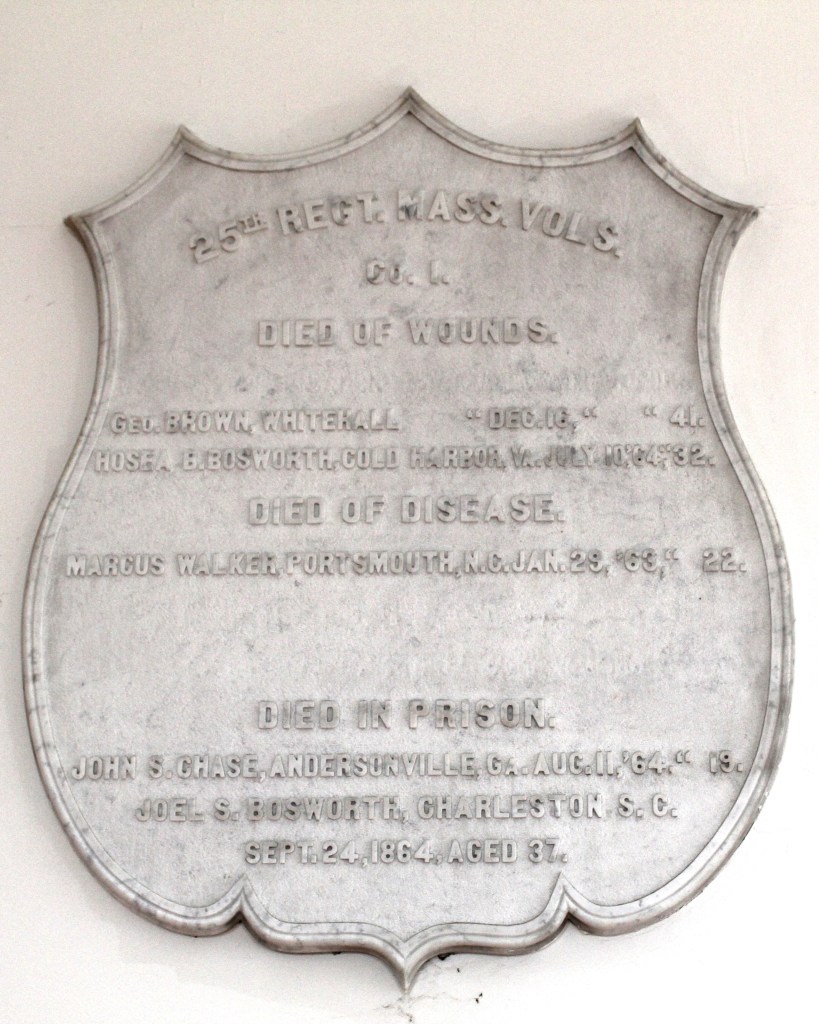 25TH REGT. MASS. VOLS.
Co. I.
DIED OF WOUNDS.
GEO. BROWN, WHITEHALL " DEC. 16, " " 41.
HOSEA B. BOSWORTH, COLD HARBOR, VA. JULY 10, '64, " 32.
DIED OF DISEASE.
MARCUS WALKER, PORTSMOUTH, N.C. JAN. 29, '63, " 22.
DIED IN PRISON.
JOHN S. CHASE, ANDERSONVILLE, GA. AUG. 11, '64. " 19.
JOEL S. BOSWORTH, CHARLESTON, S. C.
SEPT. 24, 1864, AGED 37.